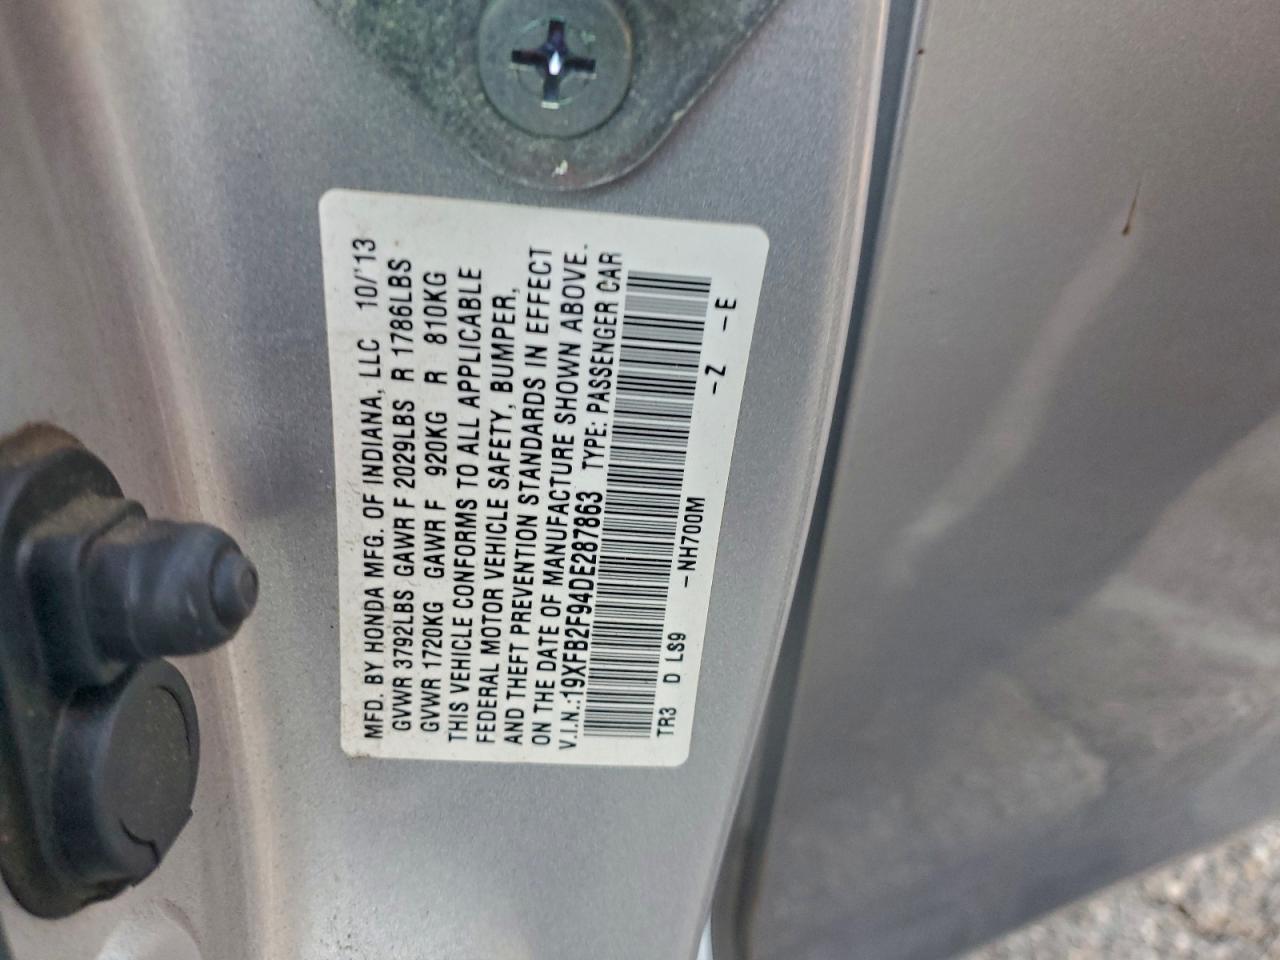 MFD. BY HONDA MFG. OF INDIANA, LLC 10/'13
GVWR 3792LBS GAWR F 2029LBS R 1786LBS
GVWR 1720KG GAWR F 920KG R 810KG
THIS VEHICLE CONFORMS TO ALL APPLICABLE
FEDERAL MOTOR VEHICLE SAFETY, BUMPER,
AND THEFT PREVENTION STANDARDS IN EFFECT
ON THE DATE OF MANUFACTURE SHOWN ABOVE.
V.I.N.:19XFB2F94DE287863 TYPE: PASSENGER CAR
TR3 D LS9 -NH700M -Z -E